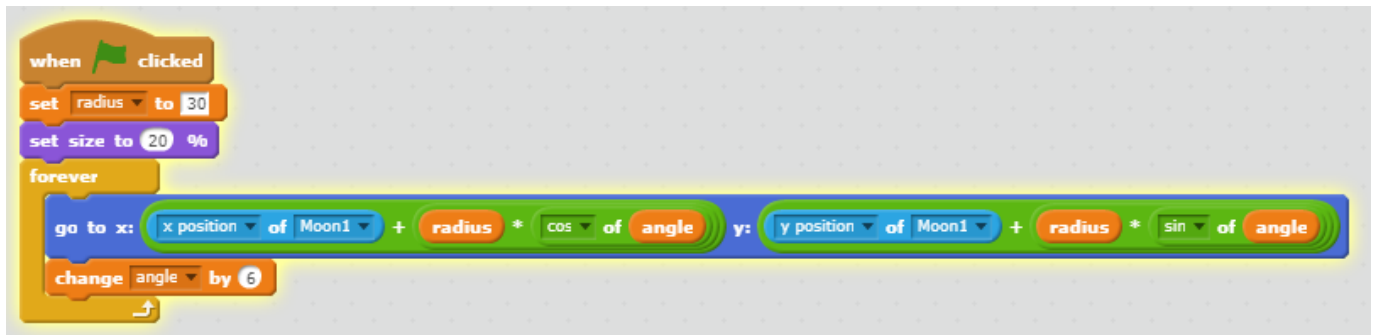 when clicked
set radius to 30
set size to 20 %
forever
go to x: x position of Moon1 + radius * cos of angle y: y position of Moon1 + radius * sin of angle
change angle by 6